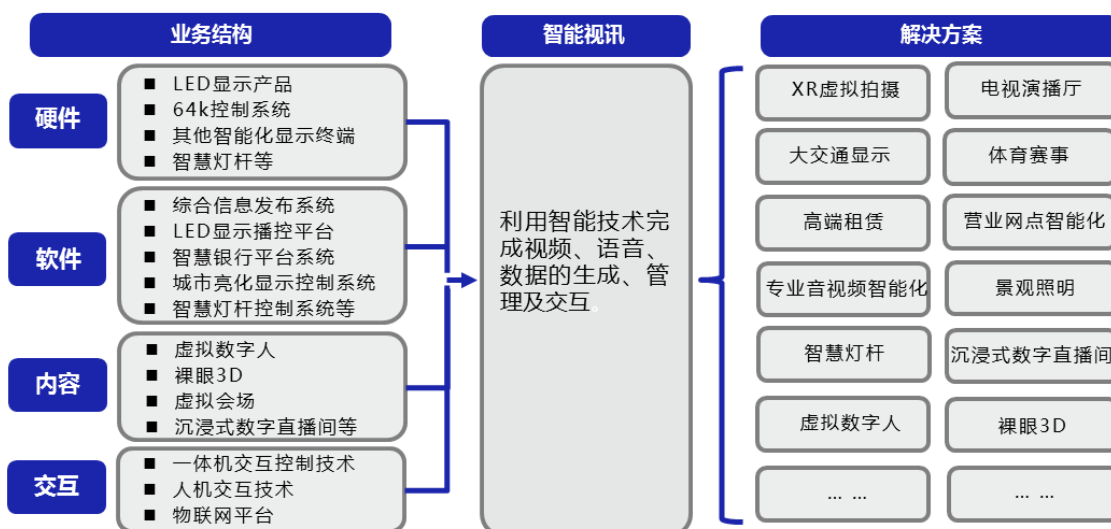 业务结构
智能视讯
解决方案
硬件
LED显示产品
64k控制系统
其他智能化显示终端
智慧灯杆等
软件
综合信息发布系统
LED显示播控平台
智慧银行平台系统
城市亮化显示控制系统
智慧灯杆控制系统等
内容
虚拟数字人
裸眼3D
虚拟会场
沉浸式数字直播间等
交互
一体机交互控制技术
人机交互技术
物联网平台
利用智能技术完
成视频、语音、
数据的生成、管
理及交互。
XR虚拟拍摄
电视演播厅
大交通显示
体育赛事
高端租赁
营业网点智能化
专业音视频智能化
景观照明
智慧灯杆
沉浸式数字直播间
虚拟数字人
裸眼3D
... ...
... ...